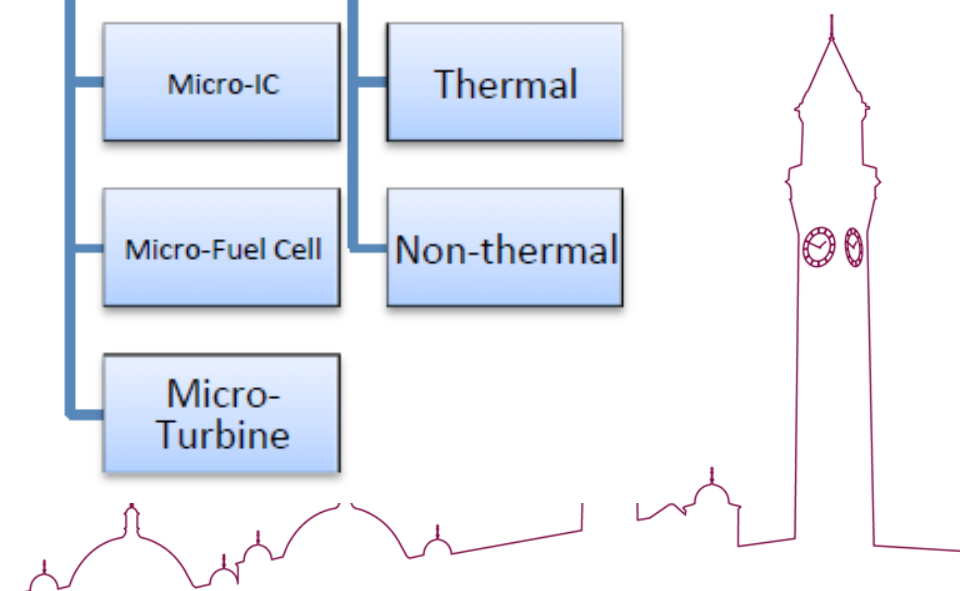 Micro-IC
Thermal
Micro-Fuel Cell
Non-thermal
Micro-
Turbine